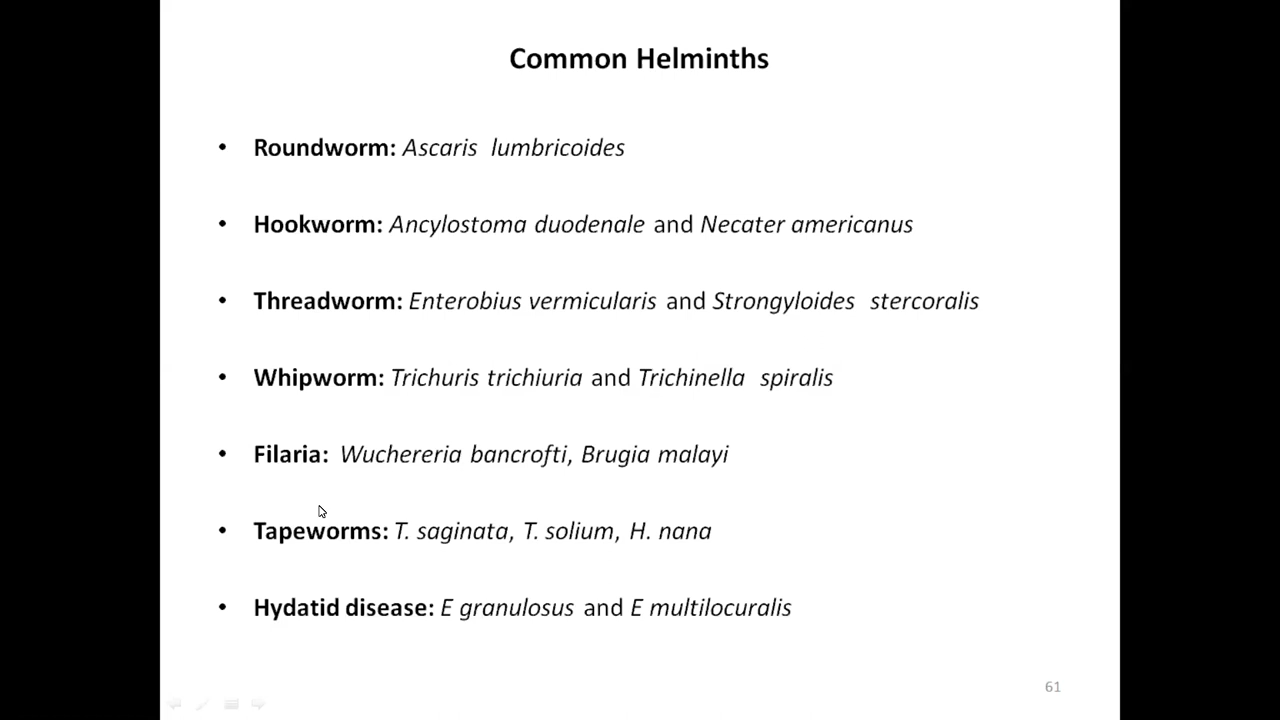 Common Helminths
• Roundworm: Ascaris lumbricoides
• Hookworm: Ancylostoma duodenale and Necater americanus
• Threadworm: Enterobius vermicularis and Strongyloides stercoralis
• Whipworm: Trichuris trichiuria and Trichinella spiralis
• Filaria: Wuchereria bancrofti, Brugia malayi
• Tapeworms: T. saginata, T. solium, H. nana
• Hydatid disease: E granulosus and E multilocuralis
61